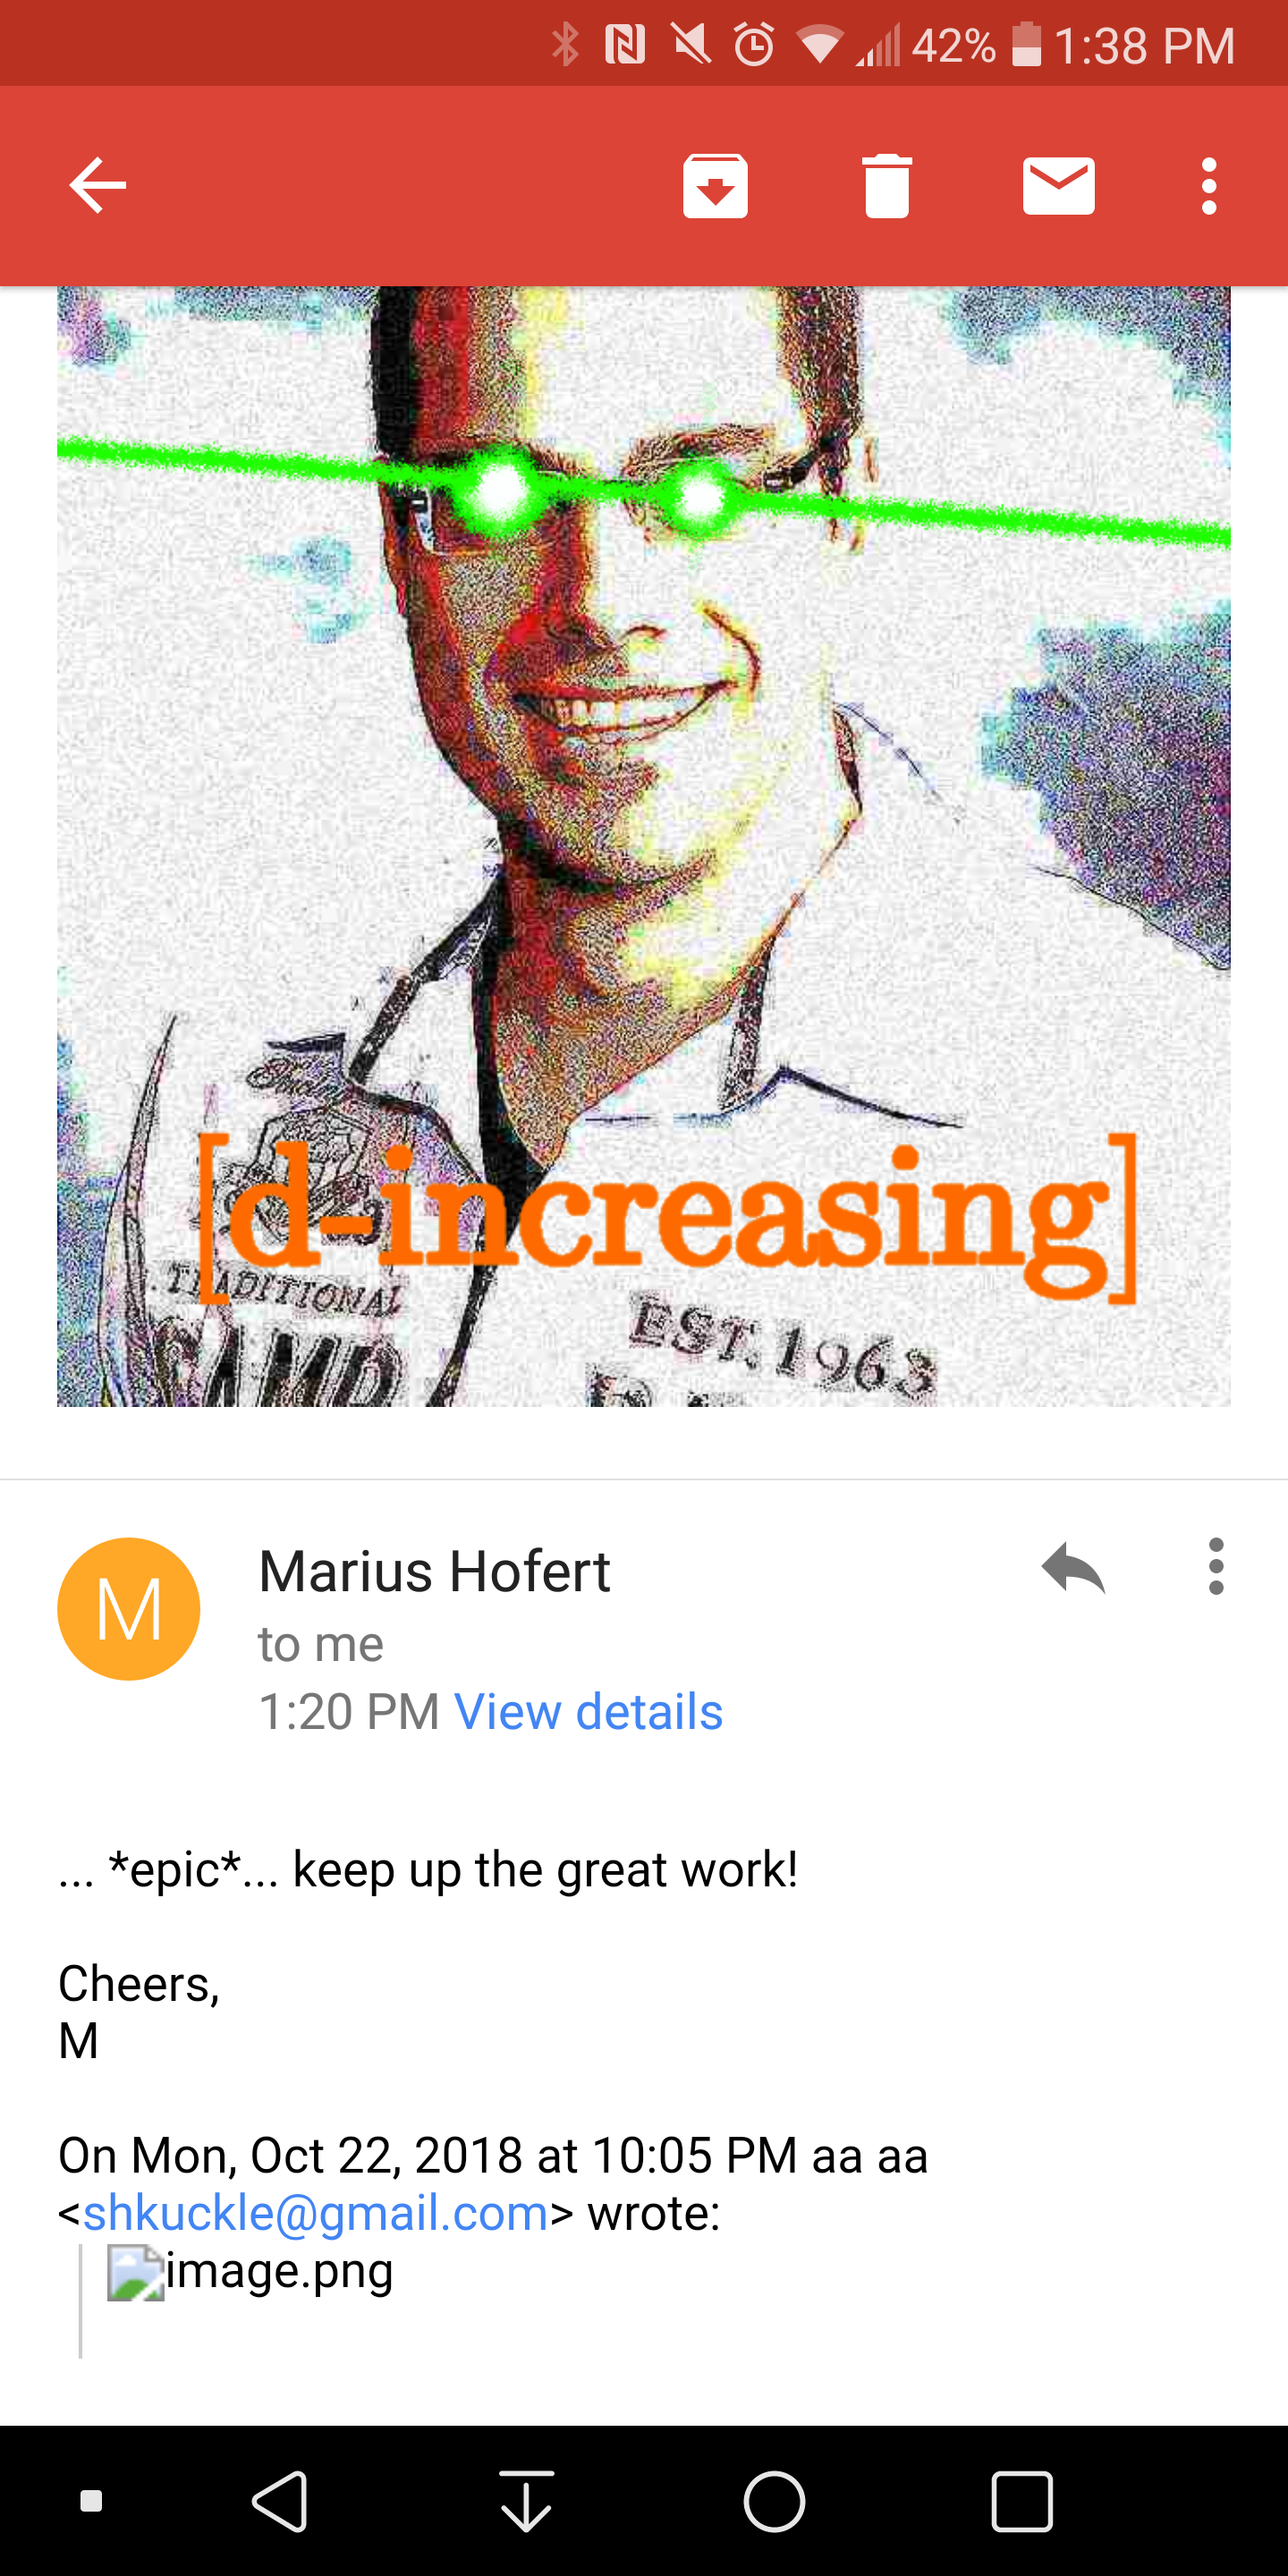 42% 1:38 PM
[d-increasing]
TRADITIONAL
CAMP
EST. 1963
M
Marius Hofert
to me
1:20 PM View details
... *epic*... keep up the great work!
Cheers,
M
On Mon, Oct 22, 2018 at 10:05 PM aa aa
<shkuckle@gmail.com> wrote:
image.png